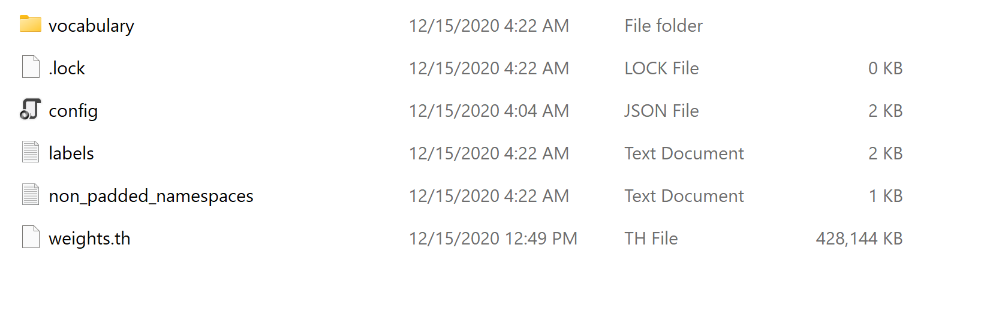 vocabulary 12/15/2020 4:22 AM File folder
.lock 12/15/2020 4:22 AM LOCK File 0 KB
config 12/15/2020 4:04 AM JSON File 2 KB
labels 12/15/2020 4:22 AM Text Document 2 KB
non_padded_namespaces 12/15/2020 4:22 AM Text Document 1 KB
weights.th 12/15/2020 12:49 PM TH File 428,144 KB